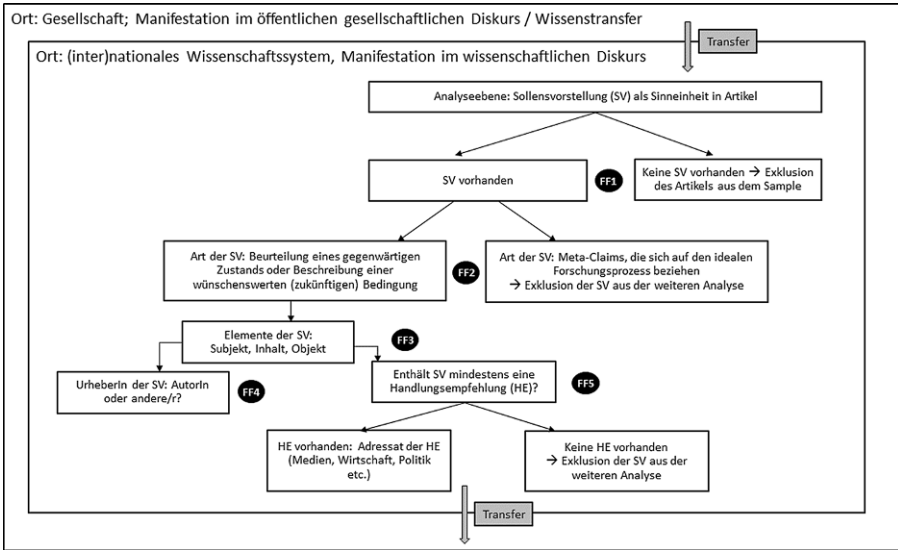 Ort: Gesellschaft; Manifestation im öffentlichen gesellschaftlichen Diskurs / Wissenstransfer
Transfer
Ort: (inter)nationales Wissenschaftssystem, Manifestation im wissenschaftlichen Diskurs
Analyseebene: Sollensvorstellung (SV) als Sinneinheit in Artikel
SV vorhanden
FF1
Keine SV vorhanden → Exklusion
des Artikels aus dem Sample
Art der SV: Beurteilung eines gegenwärtigen
Zustands oder Beschreibung einer
wünschenswerten (zukünftigen) Bedingung
FF2
Art der SV: Meta-Claims, die sich auf den idealen
Forschungsprozess beziehen
→ Exklusion der SV aus der weiteren Analyse
Elemente der SV:
Subjekt, Inhalt, Objekt
FF3
UrheberIn der SV: AutorIn
oder andere/r?
FF4
Enthält SV mindestens eine
Handlungsempfehlung (HE)?
FF5
HE vorhanden: Adressat der HE
(Medien, Wirtschaft, Politik
etc.)
Keine HE vorhanden
→ Exklusion der SV aus der
weiteren Analyse
Transfer